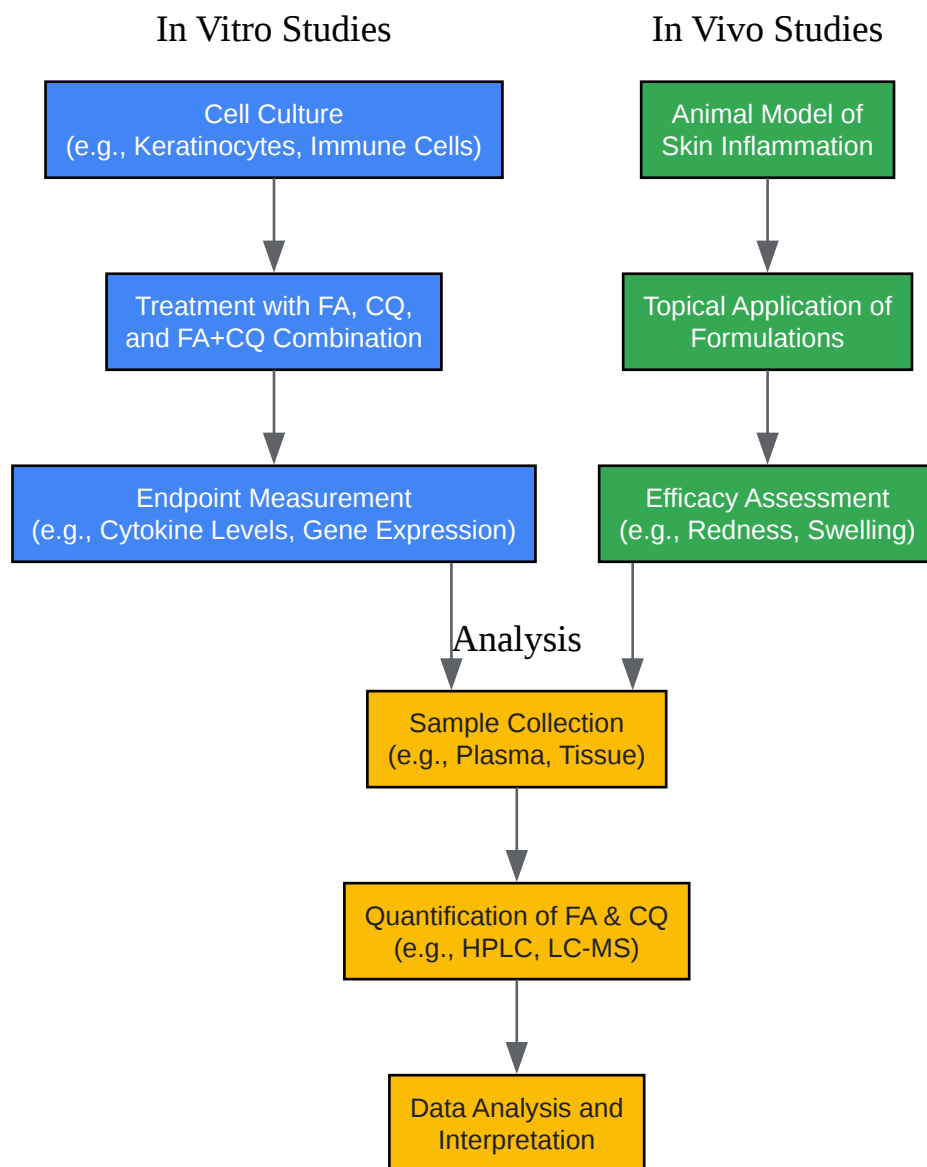 In Vitro Studies
In Vivo Studies
Cell Culture
(e.g., Keratinocytes, Immune Cells)
Animal Model of
Skin Inflammation
Treatment with FA, CQ,
and FA+CQ Combination
Topical Application of
Formulations
Endpoint Measurement
(e.g., Cytokine Levels, Gene Expression)
Efficacy Assessment
(e.g., Redness, Swelling)
Analysis
Sample Collection
(e.g., Plasma, Tissue)
Quantification of FA & CQ
(e.g., HPLC, LC-MS)
Data Analysis and
Interpretation